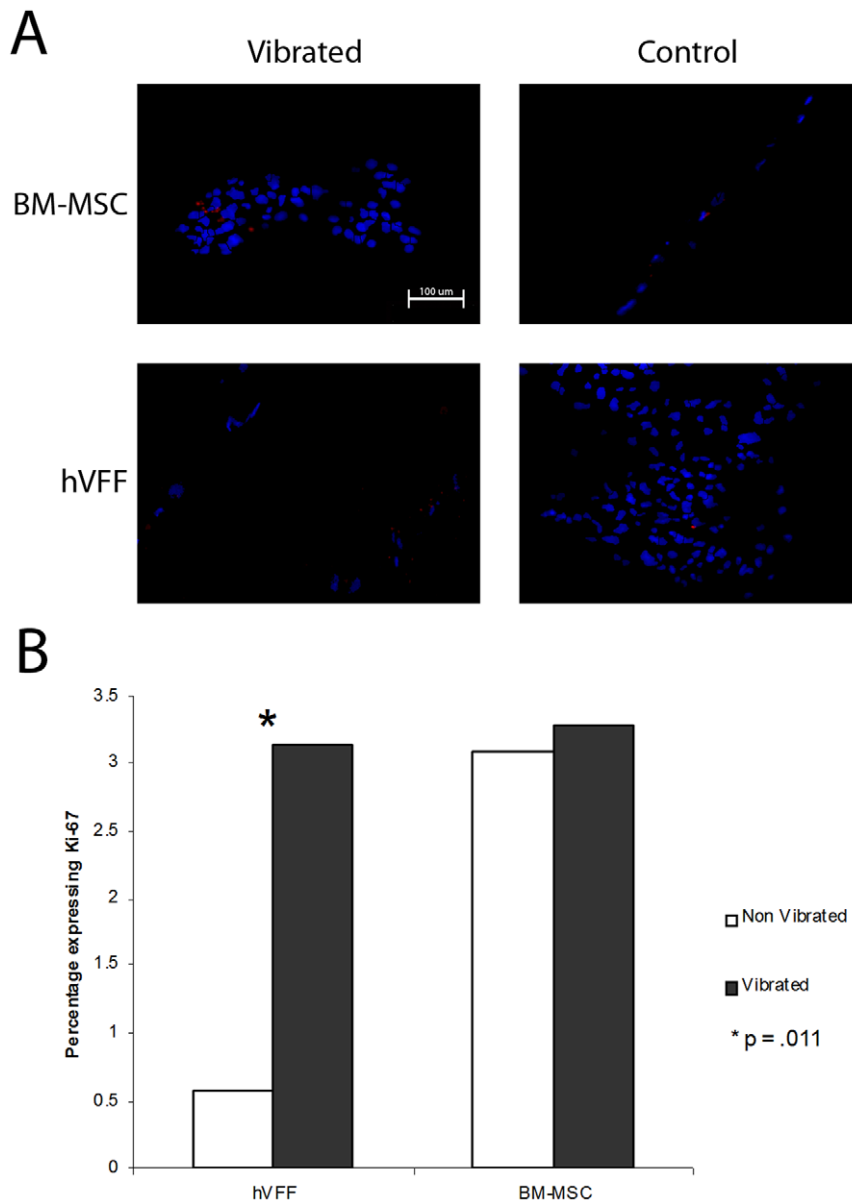 A
Vibrated
Control
BM-MSC
100 um
hVFF
B
3.5
3
2.5
2
1.5
1
0.5
0
Percentage expressing Ki-67
*
hVFF
BM-MSC
Non Vibrated
Vibrated
* p = .011